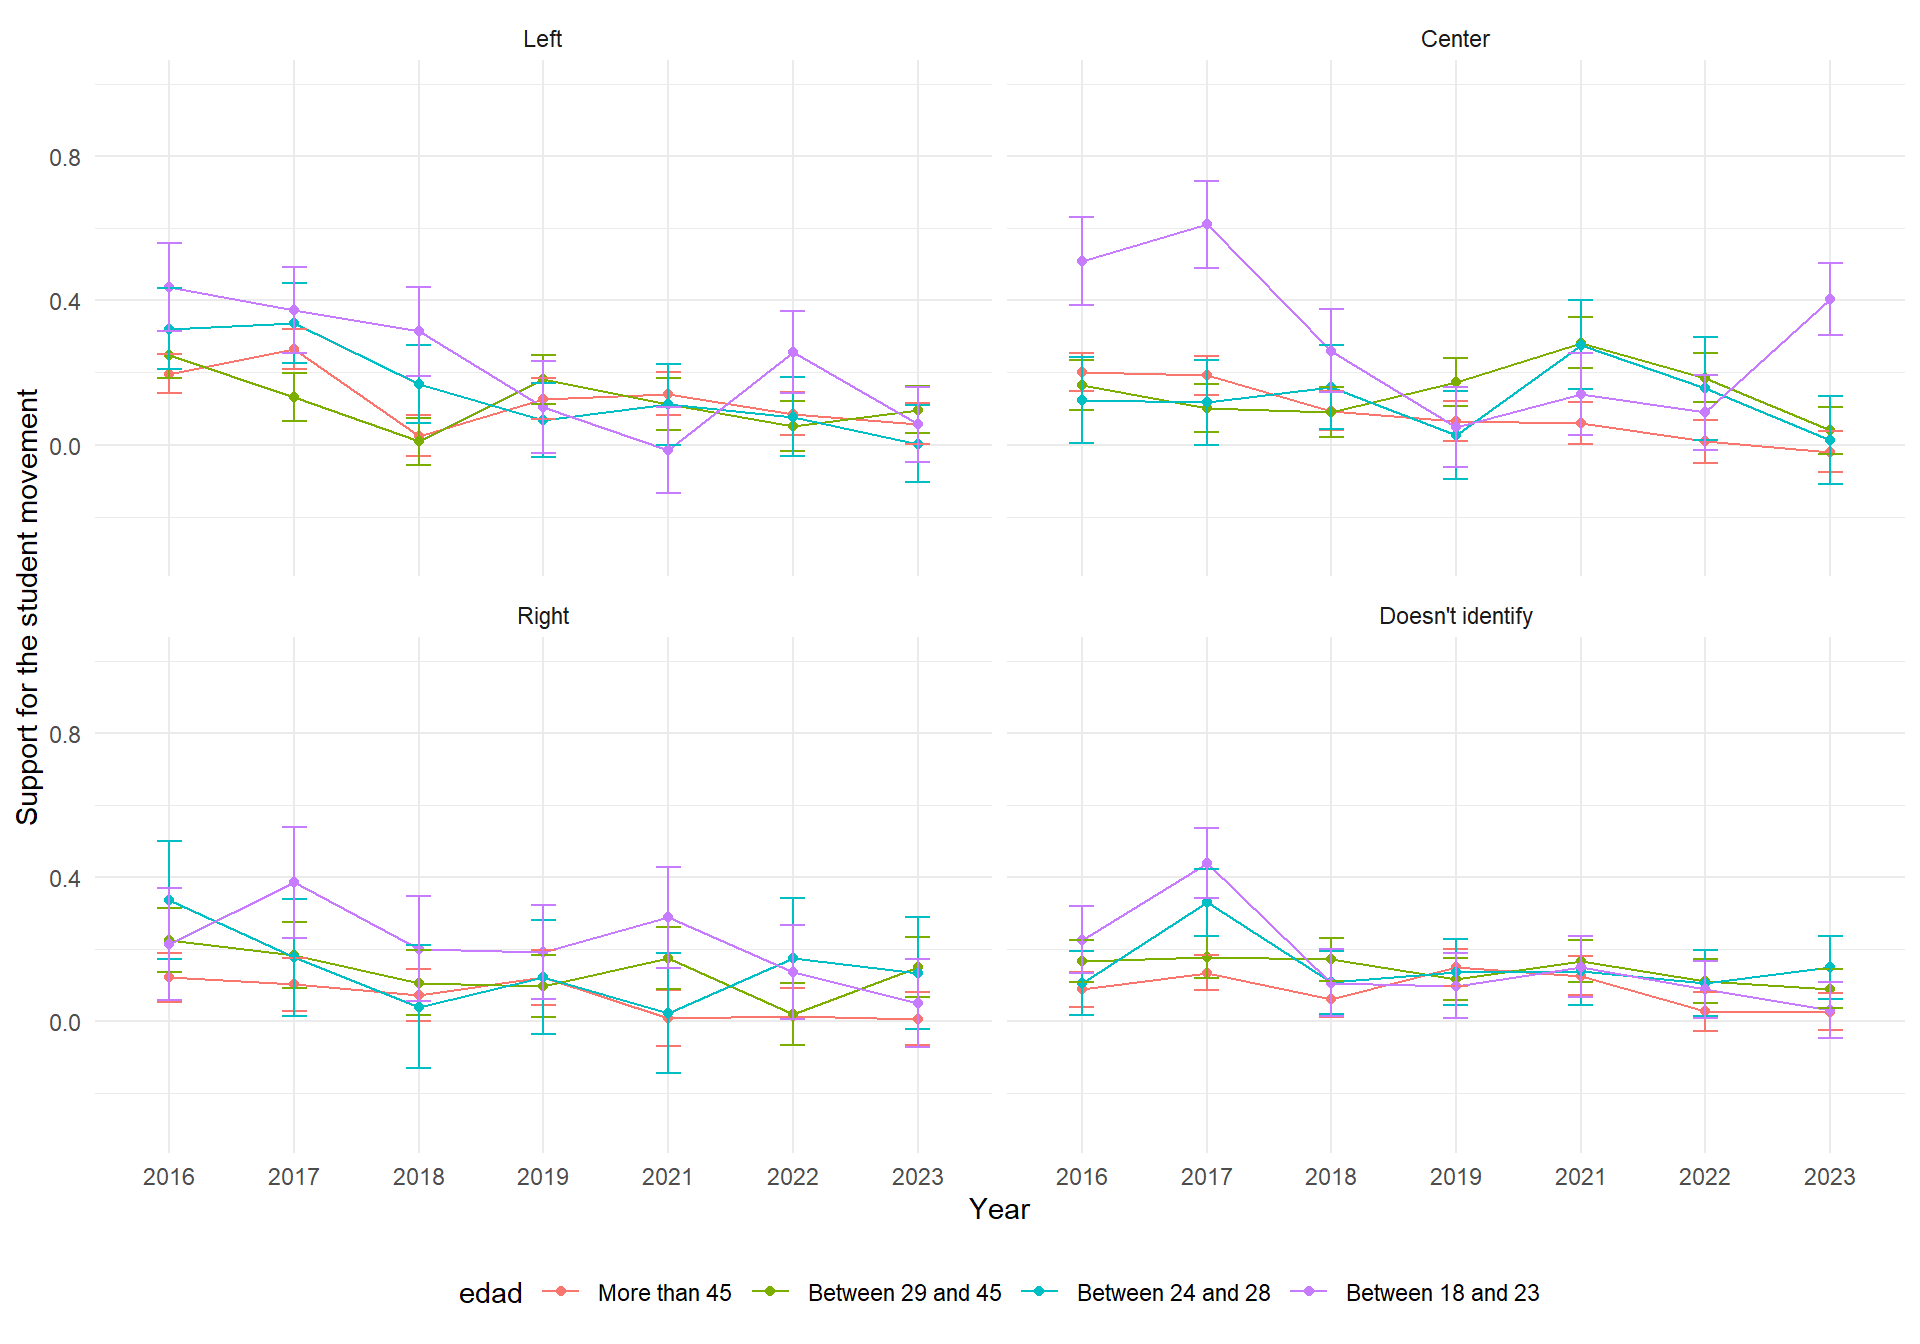 Left
Center
0.8
0.4
0.0
Right
Doesn't identify
0.8
0.4
0.0
Support for the student movement
2016 2017 2018 2019 2021 2022 2023
2016 2017 2018 2019 2021 2022 2023
Year
edad More than 45 Between 29 and 45 Between 24 and 28 Between 18 and 23